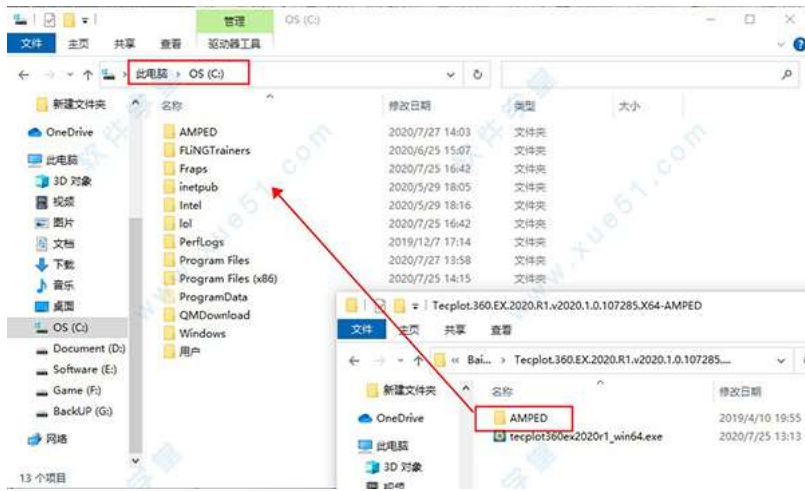 管理 OS (C:)
文件 主页 共享 查看 驱动器工具
此电脑 › OS (C:)
新建文件夹 名称 修改日期 类型 大小
OneDrive AMPED 2020/7/27 14:03 文件夹
FLiNGTrainers 2020/6/25 15:07 文件夹
此电脑 Fraps 2020/7/25 16:42 文件夹
3D 对象 inetpub 2020/5/29 18:05 文件夹
视频 Intel 2020/5/29 18:16 文件夹
图片 lol 2020/7/25 16:42 文件夹
文档 PerfLogs 2019/12/7 17:14 文件夹
下载 Program Files 2020/7/27 13:58 文件夹
音乐 Program Files (x86) 2020/7/25 14:15 文件夹
桌面 ProgramData
OS (C:) QMDownload
Document (D:) Windows
Software (E:) 用户
Game (F:)
BackUP (G:)
网络
13 个项目
Tecplot.360.EX.2020.R1.v2020.1.0.107285.X64-AMPED
文件 主页 共享 查看
« Bai... › Tecplot.360.EX.2020.R1.v2020.1.0.107285....
新建文件夹 名称 修改日期
OneDrive AMPED 2019/4/10 19:55
tecplot360ex2020r1_win64.exe 2020/7/25 13:13
此电脑
3D 对象
视频
软件学堂
www.xue51.com